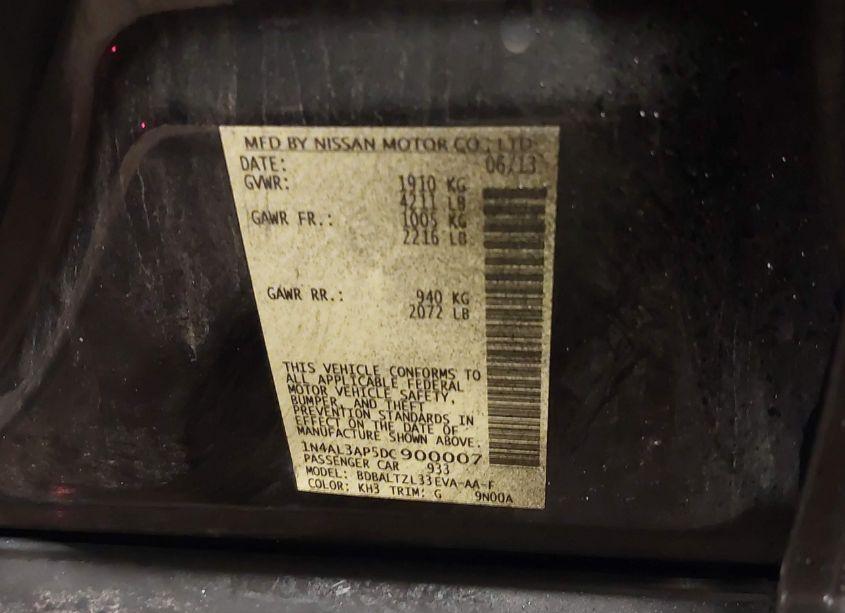 MFD BY NISSAN MOTOR CO., LTD
DATE: 06/13
GVWR: 1910 KG
4211 LB
GAWR FR.: 1005 KG
2216 LB
GAWR RR.: 940 KG
2072 LB
THIS VEHICLE CONFORMS TO
ALL APPLICABLE FEDERAL
MOTOR VEHICLE SAFETY,
BUMPER, AND THEFT
PREVENTION STANDARDS IN
EFFECT ON THE DATE OF
MANUFACTURE SHOWN ABOVE.
1N4AL3AP5DC900007
PASSENGER CAR 933
MODEL: BDBALTZL33EVA-AA-F
COLOR: KH3 TRIM: G 9N00A